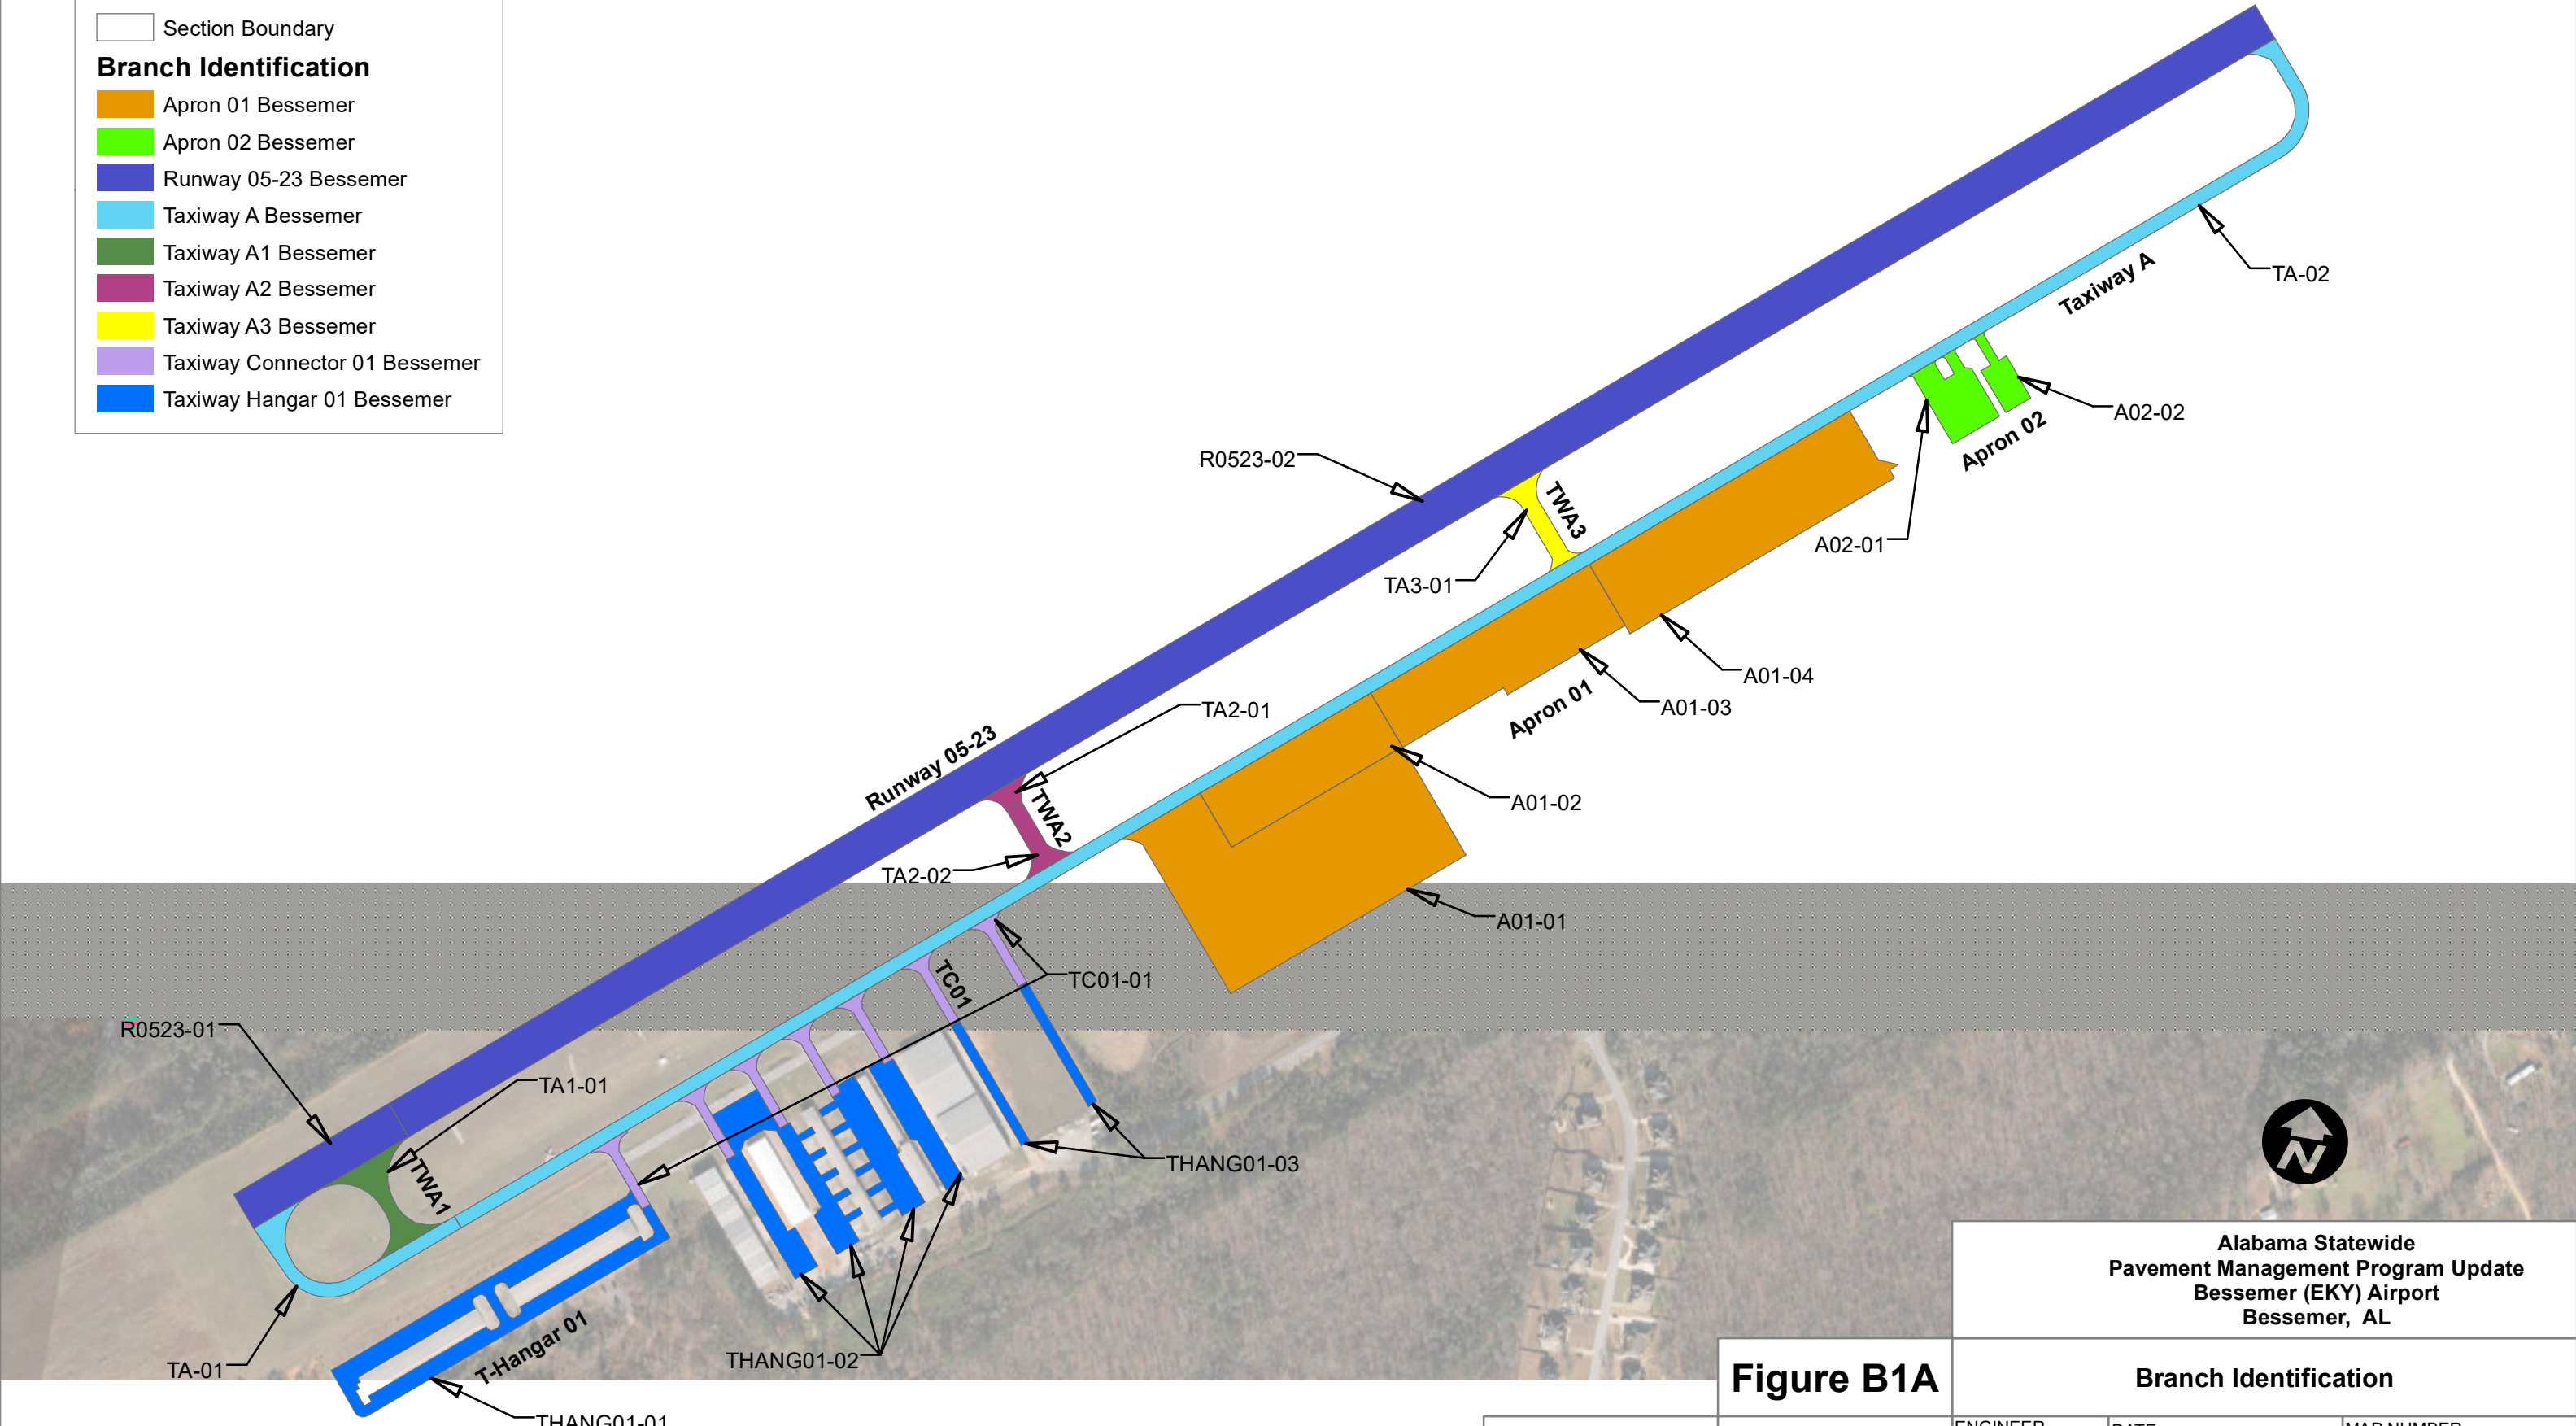 Section Boundary
Branch Identification
Apron 01 Bessemer
Apron 02 Bessemer
Runway 05-23 Bessemer
Taxiway A Bessemer
Taxiway A1 Bessemer
Taxiway A2 Bessemer
Taxiway A3 Bessemer
Taxiway Connector 01 Bessemer
Taxiway Hangar 01 Bessemer
TA-02
Taxiway A
A02-02
Apron 02
A02-01
R0523-02
TWA3
TA3-01
A01-04
A01-03
Apron 01
TA2-01
Runway 05-23
TWA2
A01-02
TA2-02
A01-01
TC01
TC01-01
R0523-01
TA1-01
TWA1
THANG01-03
THANG01-02
T-Hangar 01
TA-01
THANG01-01
N
Alabama Statewide
Pavement Management Program Update
Bessemer (EKY) Airport
Bessemer, AL
Figure B1A
Branch Identification
ENGINEER
DATE
MAP NUMBER